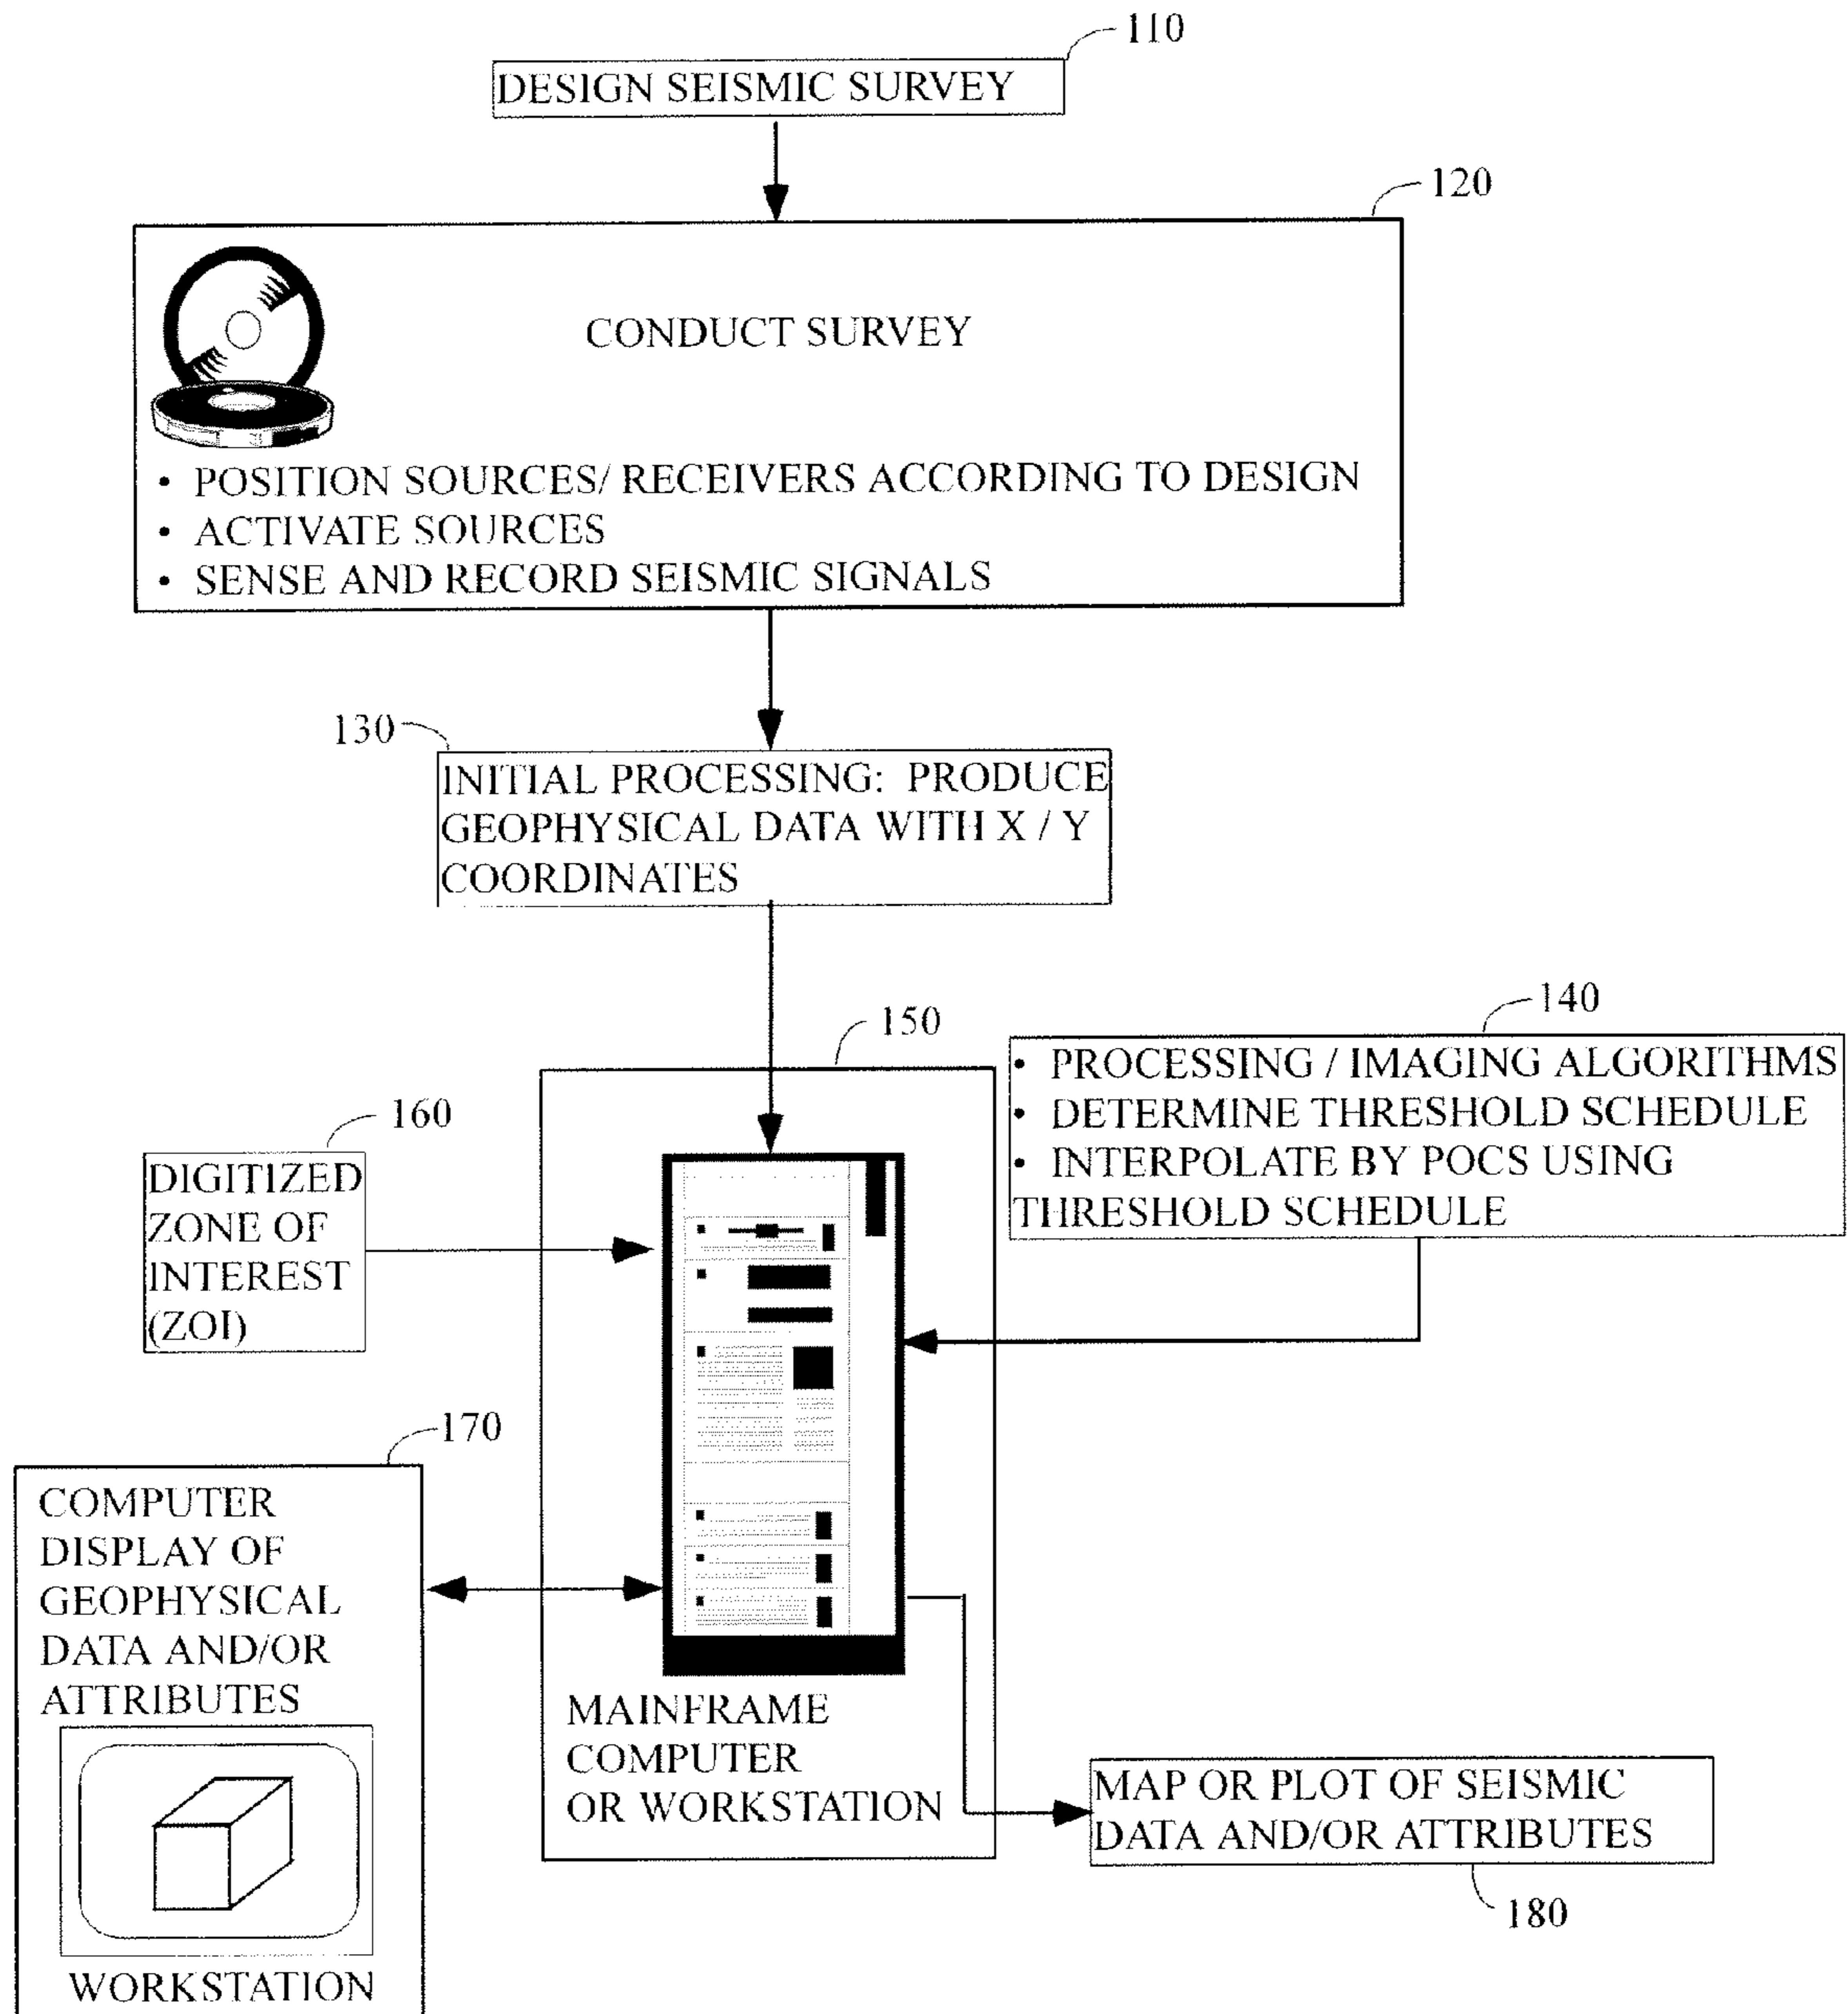 110
DESIGN SEISMIC SURVEY
120
CONDUCT SURVEY
• POSITION SOURCES/ RECEIVERS ACCORDING TO DESIGN
• ACTIVATE SOURCES
• SENSE AND RECORD SEISMIC SIGNALS
130
INITIAL PROCESSING: PRODUCE
GEOPHYSICAL DATA WITH X / Y
COORDINATES
140
• PROCESSING / IMAGING ALGORITHMS
• DETERMINE THRESHOLD SCHEDULE
• INTERPOLATE BY POCS USING
THRESHOLD SCHEDULE
150
160
DIGITIZED
ZONE OF
INTEREST
(ZOI)
170
COMPUTER
DISPLAY OF
GEOPHYSICAL
DATA AND/OR
ATTRIBUTES
WORKSTATION
MAINFRAME
COMPUTER
OR WORKSTATION
MAP OR PLOT OF SEISMIC
DATA AND/OR ATTRIBUTES
180